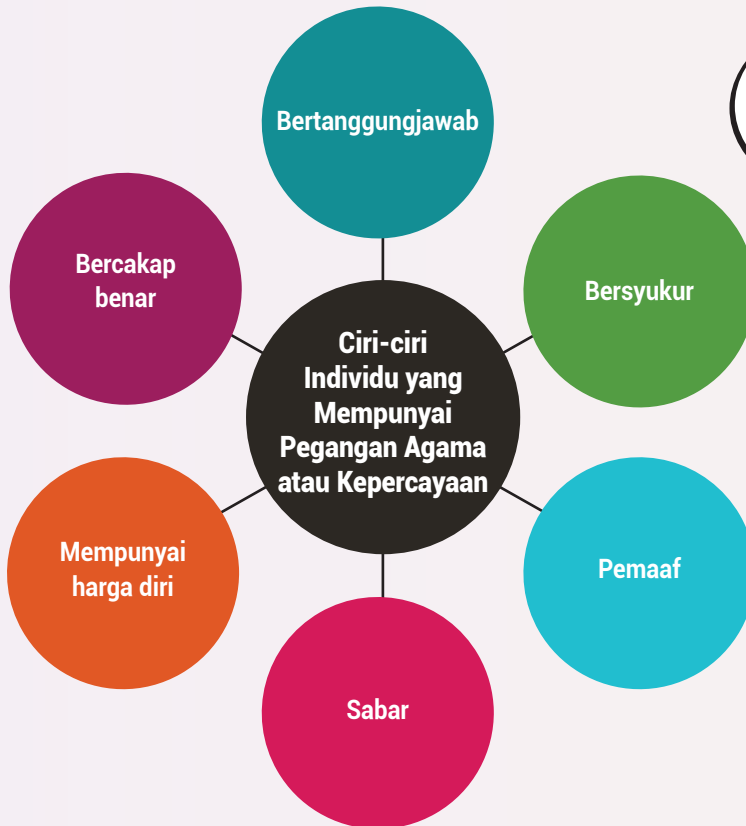 Bertanggungjawab
Bercakap
benar
Bersyukur
Ciri-ciri
Individu yang
Mempunyai
Pegangan Agama
atau Kepercayaan
Mempunyai
harga diri
Pemaaf
Sabar